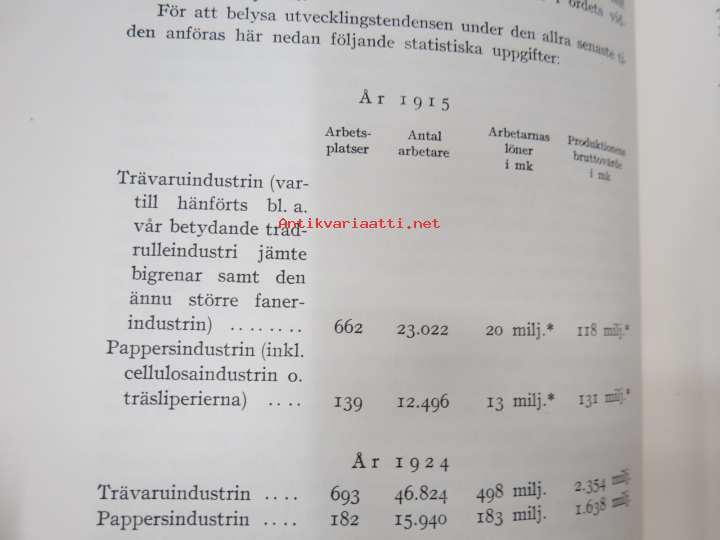 ordets vid-
För att belysa utvecklingstendensen under den allra senaste ti-
den anföras här nedan följande statistiska uppgifter:
År 1915
Arbets- Antal Arbetarnas Produktionens
platser arbetare löner bruttovärde
i mk i mk
Trävaruindustrin (var-
till hänförts bl. a.
vår betydande tråd-
Antikvariaatti.net
rulleindustri jämte
bigrenar samt den
ännu större faner-
industrin) ........ 662 23.022 20 milj.* 118 milj.*
Pappersindustrin (inkl.
cellulosaindustrin o.
träsliperierna) .... 139 12.496 13 milj.* 131 milj.*
År 1924
Trävaruindustrin .... 693 46.824 498 milj. 2.354 milj.
Pappersindustrin .... 182 15.940 183 milj. 1.638 milj.